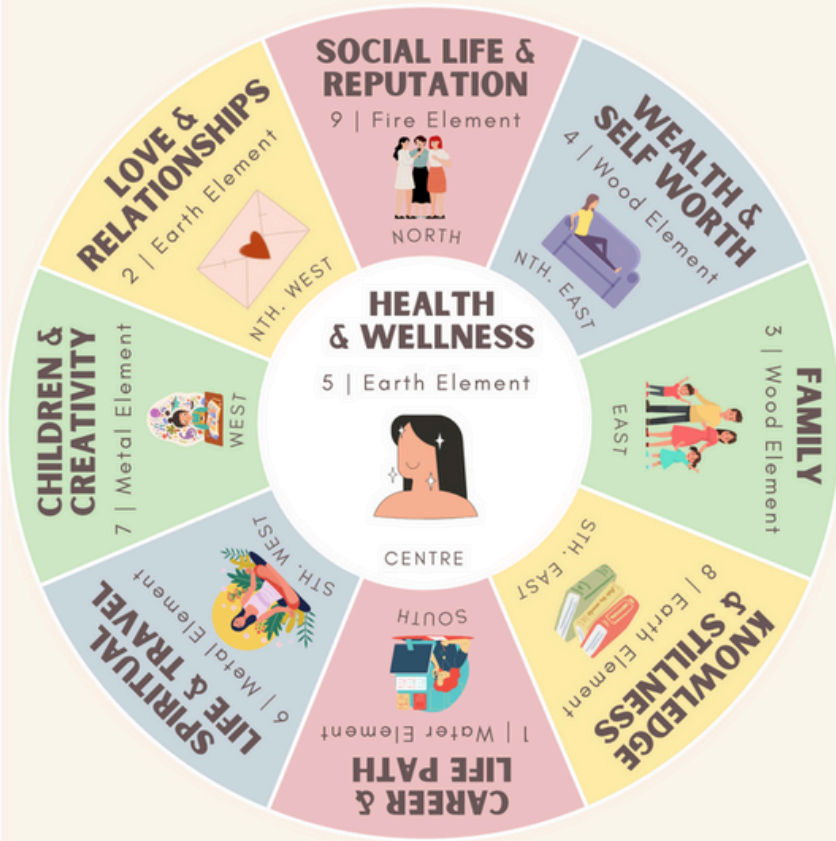 SOCIAL LIFE &
REPUTATION
9 | Fire Element
NORTH
WEALTH &
SELF WORTH
4 | Wood Element
NTH. EAST
FAMILY
3 | Wood Element
EAST
KNOWLEDGE
& STILLNESS
8 | Earth Element
STH. EAST
CAREER &
LIFE PATH
1 | Water Element
SOUTH
SPIRITUAL
LIFE & TRAVEL
6 | Metal Element
STH. WEST
CHILDREN &
CREATIVITY
7 | Metal Element
WEST
LOVE &
RELATIONSHIPS
2 | Earth Element
NTH. WEST
HEALTH
& WELLNESS
5 | Earth Element
CENTRE